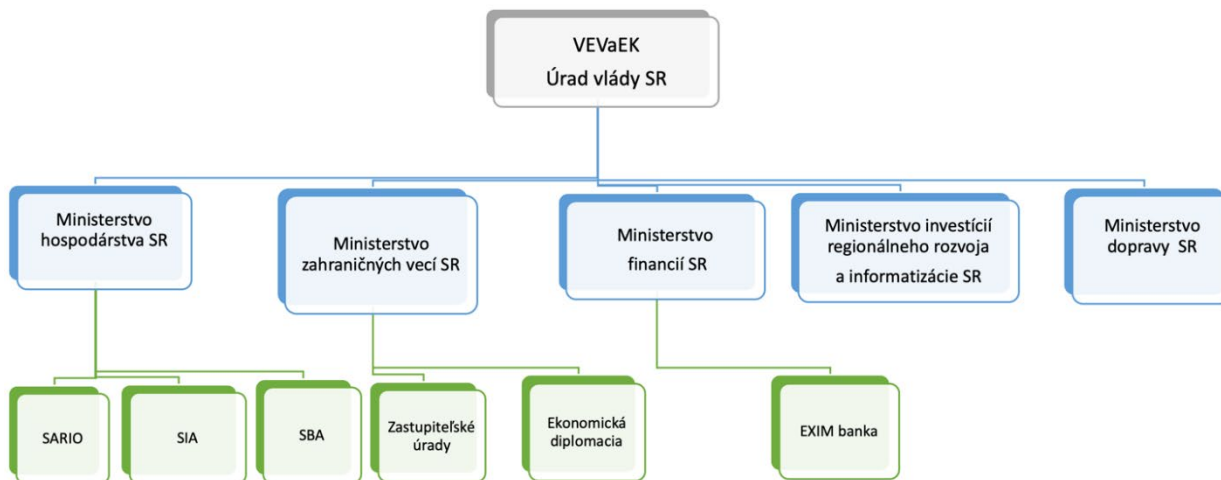 VEVaEK
Úrad vlády SR
Ministerstvo
hospodárstva SR
Ministerstvo
zahraničných vecí SR
Ministerstvo
financií SR
Ministerstvo investícií
regionálneho rozvoja
a informatizácie SR
Ministerstvo
dopravy SR
SARIO
SIA
SBA
Zastupiteľské
úrady
Ekonomická
diplomacia
EXIM banka